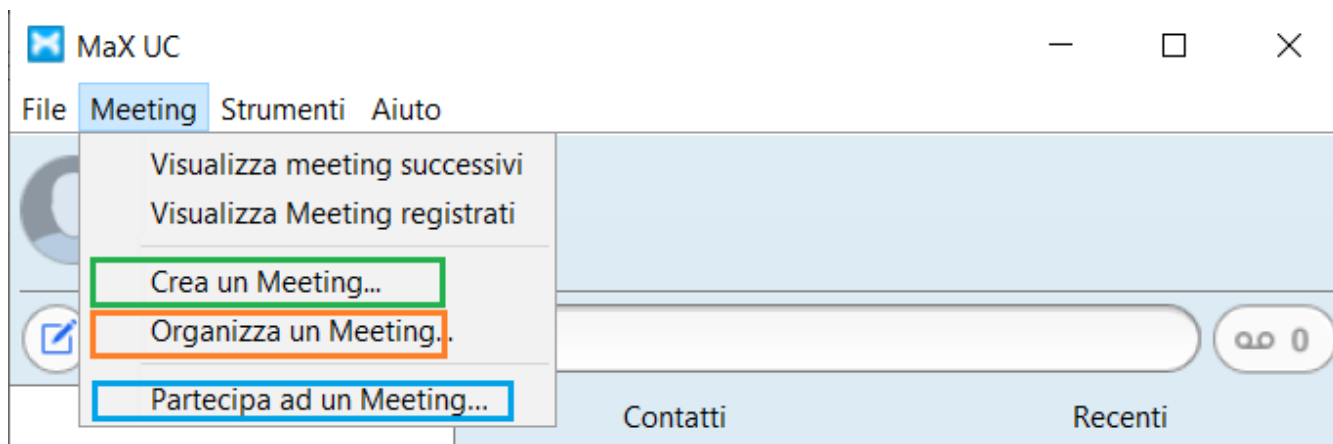 MaX UC
File Meeting Strumenti Aiuto
Visualizza meeting successivi
Visualizza Meeting registrati
Crea un Meeting...
Organizza un Meeting...
0
Partecipa ad un Meeting...
Contatti Recenti